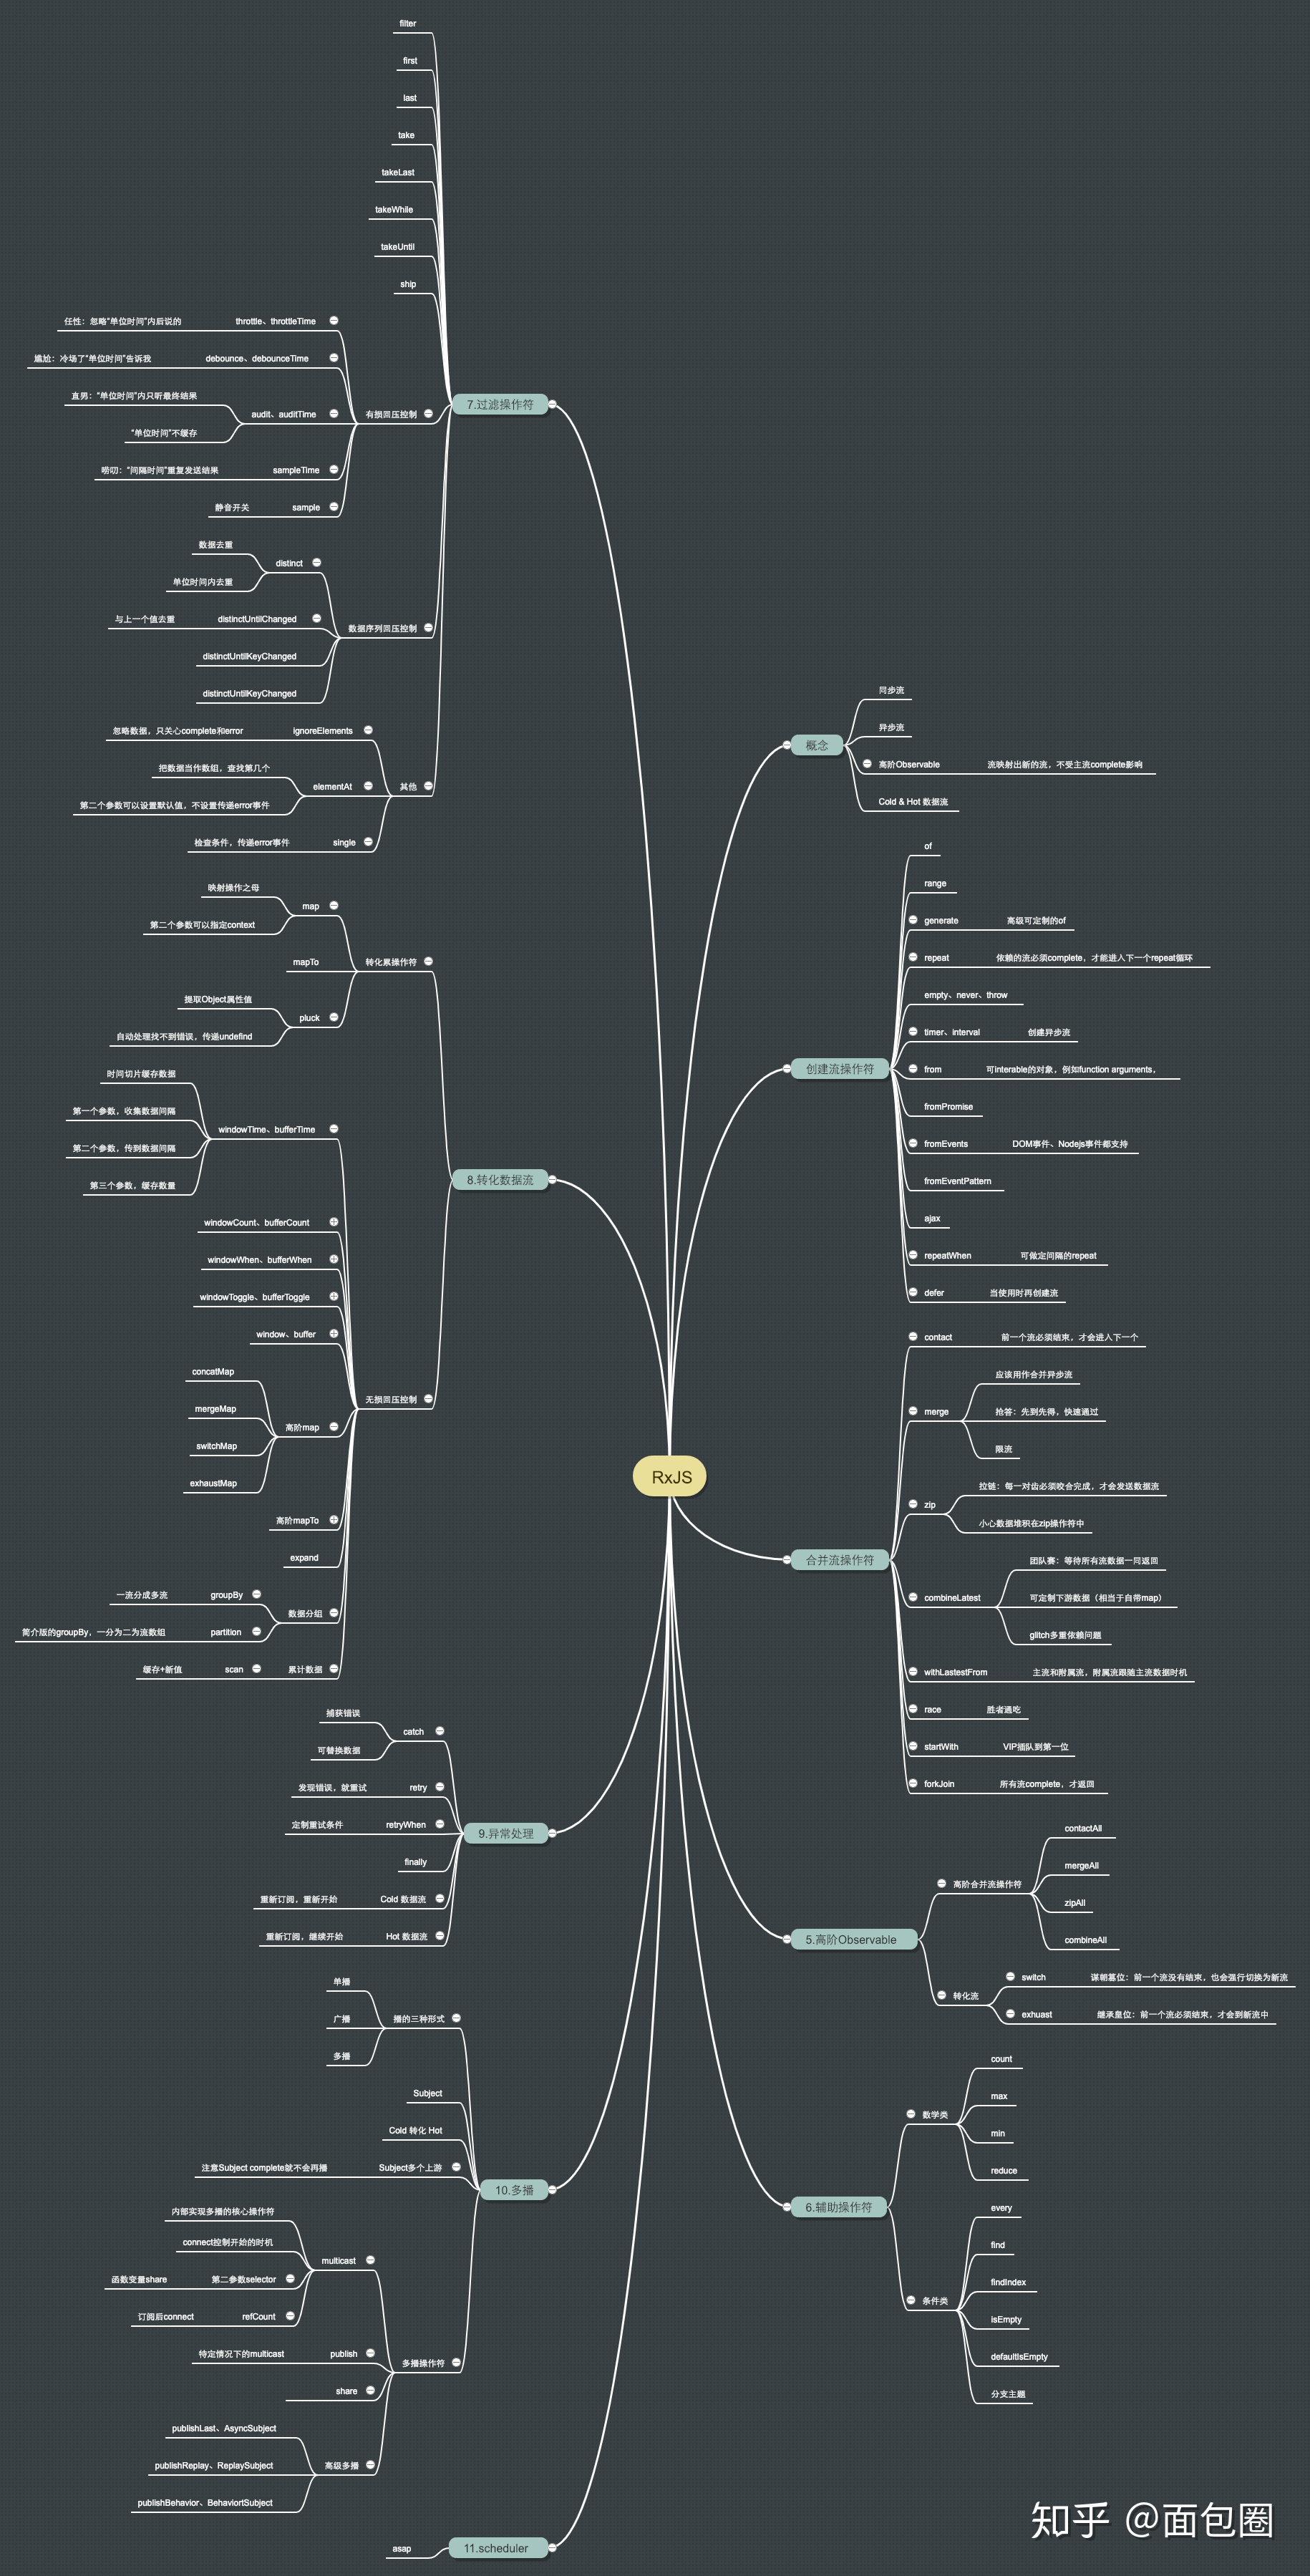 RxJS
概念
同步流
异步流
高阶Observable
流映射出新的流，不受主流complete影响
Cold & Hot 数据流
创建流操作符
of
range
generate
高级可定制的of
repeat
依赖的流必须complete，才能进入下一个repeat循环
empty、never、throw
timer、interval
创建异步流
from
可interable的对象，例如function arguments，
fromPromise
fromEvents
DOM事件、Nodejs事件都支持
fromEventPattern
ajax
repeatWhen
可做定间隔的repeat
defer
当使用时再创建流
合并流操作符
contact
前一个流必须结束，才会进入下一个
merge
应该用作合并异步流
抢答：先到先得，快速通过
限流
zip
拉链：每一对齿必须咬合完成，才会发送数据流
小心数据堆积在zip操作符中
combineLatest
团队赛：等待所有流数据一同返回
可定制下游数据（相当于自带map）
glitch多重依赖问题
withLastestFrom
主流和附属流，附属流跟随主流数据时机
race
胜者通吃
startWith
VIP插队到第一位
forkJoin
所有流complete，才返回
5.高阶Observable
高阶合并流操作符
contactAll
mergeAll
zipAll
combineAll
转化流
switch
谋朝篡位：前一个流没有结束，也会强行切换为新流
exhuast
继承皇位：前一个流必须结束，才会到新流中
6.辅助操作符
数学类
count
max
min
reduce
条件类
every
find
findIndex
isEmpty
defaultIsEmpty
分支主题
7.过滤操作符
filter
first
last
take
takeLast
takeWhile
takeUntil
ship
有损回压控制
throttle、throttleTime
任性：忽略“单位时间”内后说的
debounce、debounceTime
尴尬：冷场了“单位时间”告诉我
audit、auditTime
直男：“单位时间”内只听最终结果
“单位时间”不缓存
sampleTime
唠叨：“间隔时间”重复发送结果
sample
静音开关
数据序列回压控制
distinct
数据去重
单位时间内去重
distinctUntilChanged
与上一个值去重
distinctUntilKeyChanged
distinctUntilKeyChanged
其他
ignoreElements
忽略数据，只关心complete和error
elementAt
把数据当作数组，查找第几个
第二个参数可以设置默认值，不设置传递error事件
single
检查条件，传递error事件
8.转化数据流
转化累操作符
map
映射操作之母
第二个参数可以指定context
mapTo
pluck
提取Object属性值
自动处理找不到错误，传递undefind
无损回压控制
windowTime、bufferTime
时间切片缓存数据
第一个参数，收集数据间隔
第二个参数，传到数据间隔
第三个参数，缓存数量
windowCount、bufferCount
windowWhen、bufferWhen
windowToggle、bufferToggle
window、buffer
高阶map
concatMap
mergeMap
switchMap
exhaustMap
高阶mapTo
expand
数据分组
groupBy
一流分成多流
partition
简介版的groupBy，一分为二为流数组
累计数据
scan
缓存+新值
9.异常处理
catch
捕获错误
可替换数据
retry
发现错误，就重试
retryWhen
定制重试条件
finally
Cold 数据流
重新订阅，重新开始
Hot 数据流
重新订阅，继续开始
10.多播
播的三种形式
单播
广播
多播
Subject
Cold 转化 Hot
Subject多个上游
注意Subject complete就不会再播
多播操作符
multicast
内部实现多播的核心操作符
connect控制开始的时机
第二参数selector
函数变量share
refCount
订阅后connect
publish
特定情况下的multicast
share
高级多播
publishLast、AsyncSubject
publishReplay、ReplaySubject
publishBehavior、BehaviortSubject
11.scheduler
asap
知乎 @面包圈